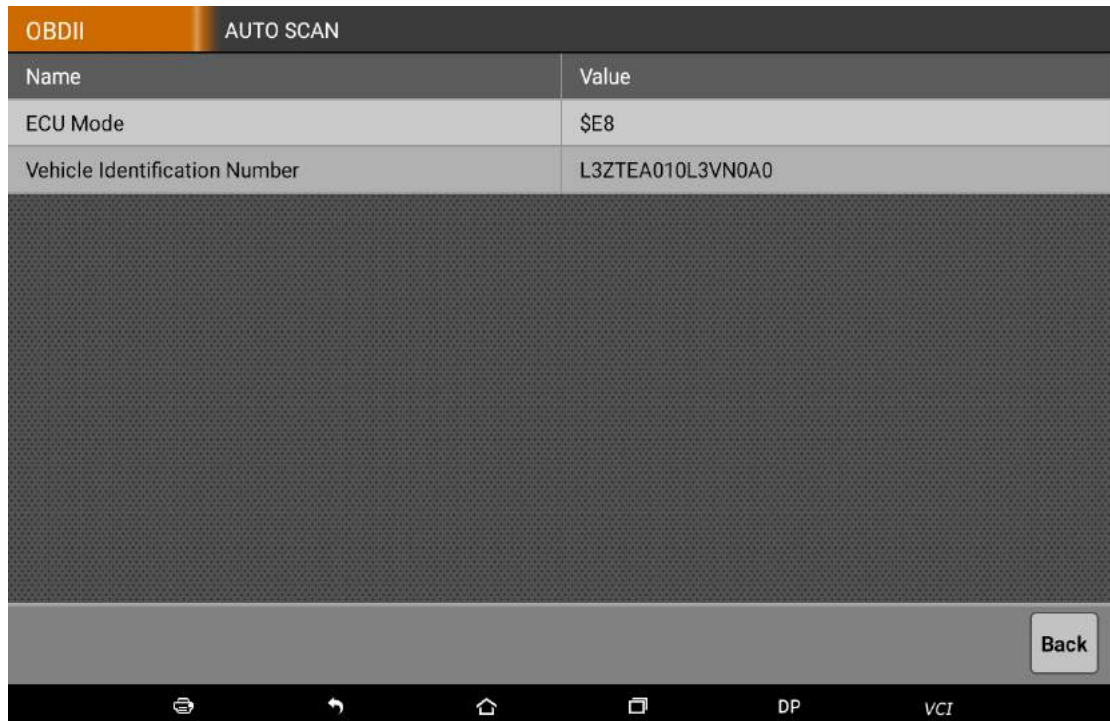 OBDII AUTO SCAN
Name Value
ECU Mode $E8
Vehicle Identification Number L3ZTEA010L3VN0A0
Back
DP VCI